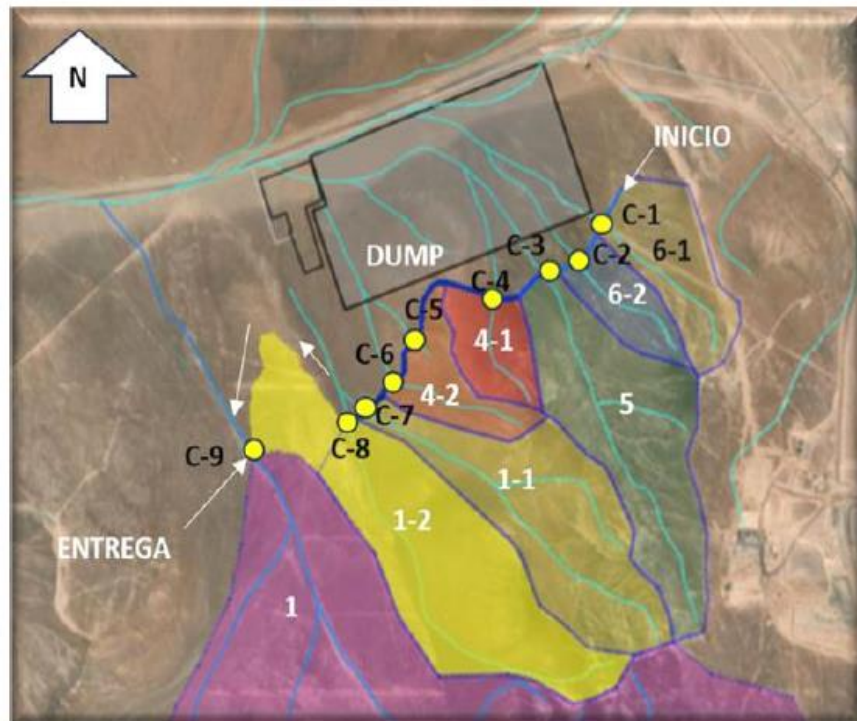 N
INICIO
C-1
C-3
C-2
6-1
DUMP
C-4
6-2
C-5
4-1
C-6
4-2
5
C-7
C-8
C-9
1-1
1-2
ENTREGA
1